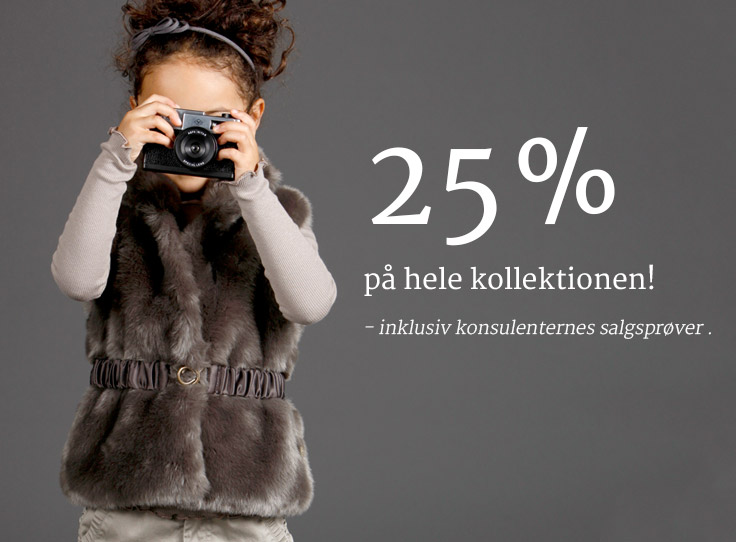 25 %
på hele kollektionen!
- inklusiv konsulenternes salgsprøver .